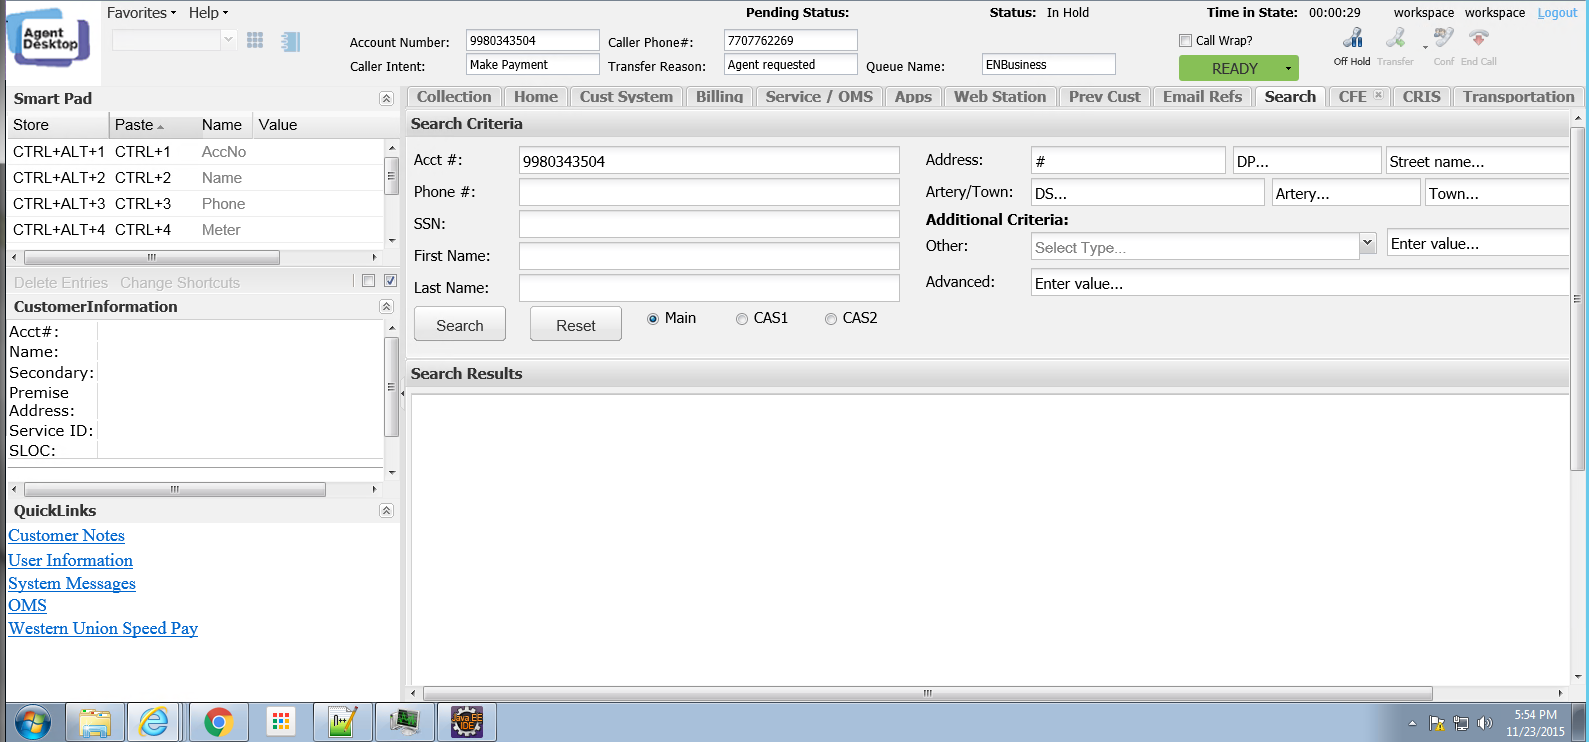 Agent Desktop
Favorites Help Pending Status: Status: In Hold Time in State: 00:00:29 workspace workspace Logout
Account Number: 9980343504 Caller Phone#: 7707762269 Call Wrap?
Caller Intent: Make Payment Transfer Reason: Agent requested Queue Name: ENBusiness READY Off Hold Transfer Conf End Call
Smart Pad
Store Paste Name Value
CTRL+ALT+1 CTRL+1 AccNo
CTRL+ALT+2 CTRL+2 Name
CTRL+ALT+3 CTRL+3 Phone
CTRL+ALT+4 CTRL+4 Meter
Delete Entries Change Shortcuts
CustomerInformation
Acct#:
Name:
Secondary:
Premise
Address:
Service ID:
SLOC:
QuickLinks
Customer Notes
User Information
System Messages
OMS
Western Union Speed Pay
Collection Home Cust System Billing Service / OMS Apps Web Station Prev Cust Email Refs Search CFE CRIS Transportation
Search Criteria
Acct #: 9980343504 Address: # DP... Street name...
Phone #: Artery/Town: DS... Artery... Town...
SSN: Additional Criteria:
First Name: Other: Select Type... Enter value...
Last Name: Advanced: Enter value...
Search Reset Main CAS1 CAS2
Search Results
N++
Java EE
IDE
5:54 PM
11/23/2015